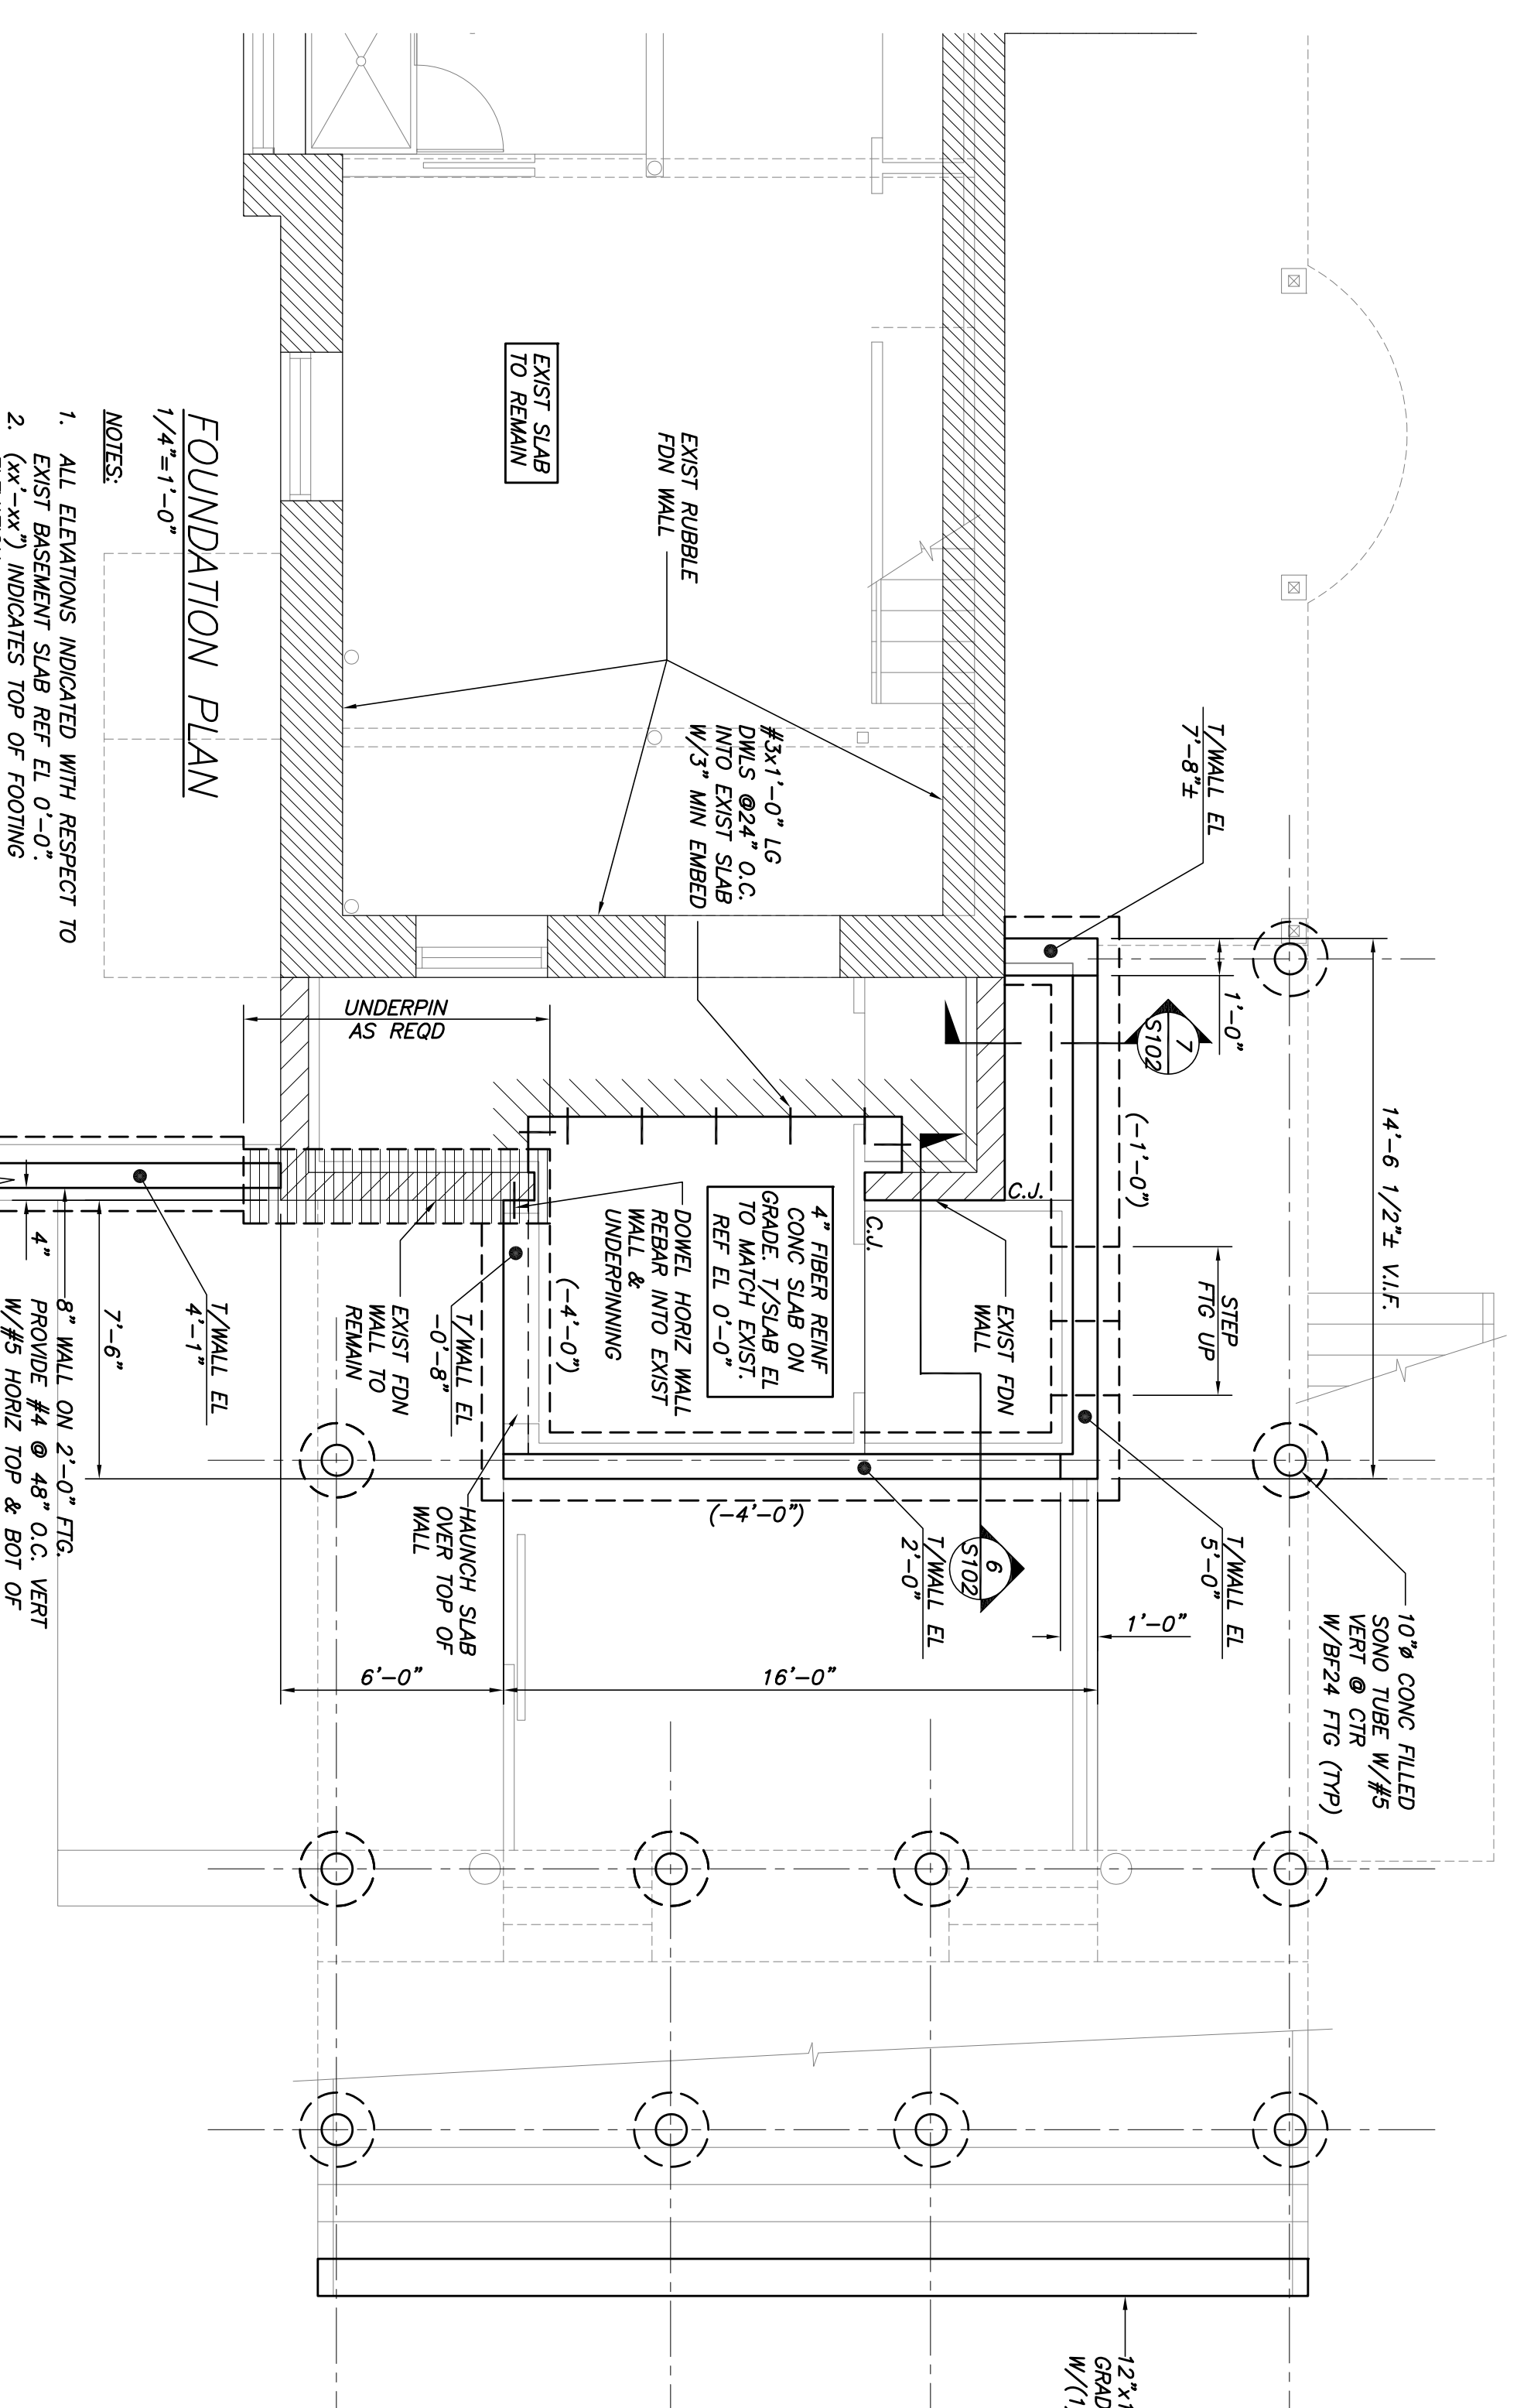 T/WALL EL
7'-8"±
14'-6 1/2"± V.I.F.
1'-0"
7
S102
(-1'-0")
STEP
FTG UP
10"ø CONC FILLED
SONO TUBE W/#5
VERT @ CTR
W/BF24 FTG (TYP)
T/WALL EL
5'-0"
1'-0"
EXIST RUBBLE
FDN WALL
EXIST SLAB
TO REMAIN
#3x1'-0" LG
DWLS @24" O.C.
INTO EXIST SLAB
W/3" MIN EMBED
C.J.
EXIST FDN
WALL
C.J.
6
S102
T/WALL EL
2'-0"
4" FIBER REINF
CONC SLAB ON
GRADE. T/SLAB EL
TO MATCH EXIST.
REF EL 0'-0"
(-4'-0")
16'-0"
DOWEL HORIZ WALL
REBAR INTO EXIST
WALL &
UNDERPINNING
(-4'-0")
T/WALL EL
-0'-8"
HAUNCH SLAB
OVER TOP OF
WALL
UNDERPIN
AS REQD
EXIST FDN
WALL TO
REMAIN
6'-0"
T/WALL EL
4'-1"
7'-6"
4"
8" WALL ON 2'-0" FTG.
PROVIDE #4 @ 48" O.C. VERT
W/#5 HORIZ TOP & BOT OF
FOUNDATION PLAN
1/4"=1'-0"
NOTES:
1. ALL ELEVATIONS INDICATED WITH RESPECT TO
EXIST BASEMENT SLAB REF EL 0'-0".
2. (xx'-xx") INDICATES TOP OF FOOTING
12"x1
GRAD
W/(1